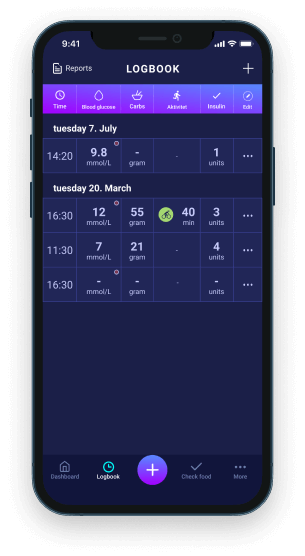 9:41
Reports LOGBOOK
Time Blood glucose Carbs Aktivitet Insulin Edit
tuesday 7. July
14:20 9.8 - - 1
mmol/L gram units
tuesday 20. March
16:30 12 55 40 3
mmol/L gram min units
11:30 7 21 - 4
mmol/L gram units
16:30 - - - -
mmol/L gram units
Dashboard Logbook Check food More